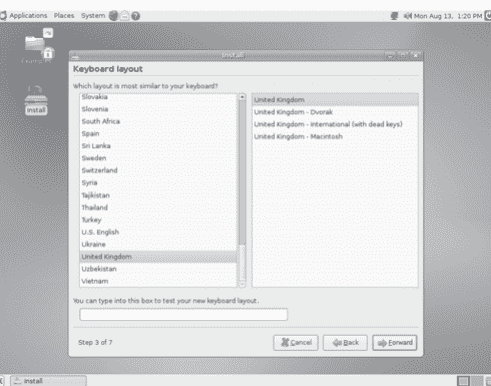 Applications Places System
Mon Aug 13, 1:20 PM
Install
Install
Keyboard layout
Which layout is most similar to your keyboard?
Slovakia
Slovenia
South Africa
Spain
Sri Lanka
Sweden
Switzerland
Syria
Tajikistan
Thailand
Turkey
U.S. English
Ukraine
United Kingdom
Uzbekistan
Vietnam
United Kingdom
United Kingdom - Dvorak
United Kingdom - International (with dead keys)
United Kingdom - Macintosh
You can type into this box to test your new keyboard layout.
Step 3 of 7
Cancel
Back
Forward
Install